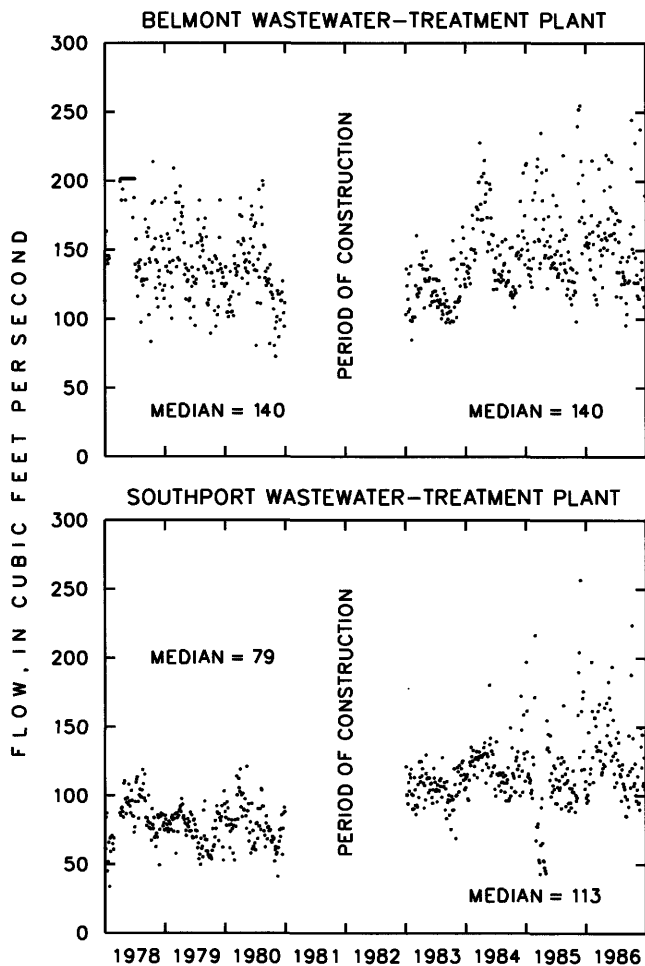 BELMONT WASTEWATER-TREATMENT PLANT
300
250
200
150
100
50
0
PERIOD OF CONSTRUCTION
MEDIAN = 140
MEDIAN = 140
FLOW, IN CUBIC FEET PER SECOND
SOUTHPORT WASTEWATER-TREATMENT PLANT
300
250
200
150
100
50
0
MEDIAN = 79
PERIOD OF CONSTRUCTION
MEDIAN = 113
1978 1979 1980 1981 1982 1983 1984 1985 1986